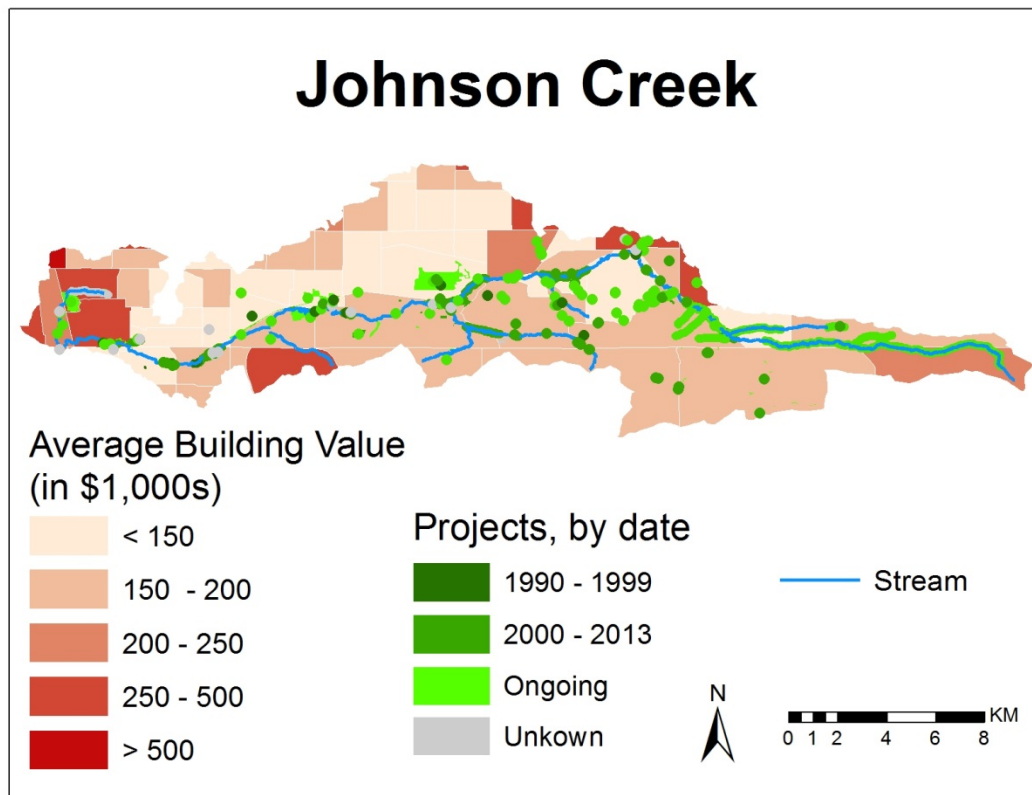 Johnson Creek
Average Building Value
(in $1,000s)
< 150
150 - 200
200 - 250
250 - 500
> 500
Projects, by date
1990 - 1999
2000 - 2013
Ongoing
Unkown
Stream
N
KM
0 1 2 4 6 8